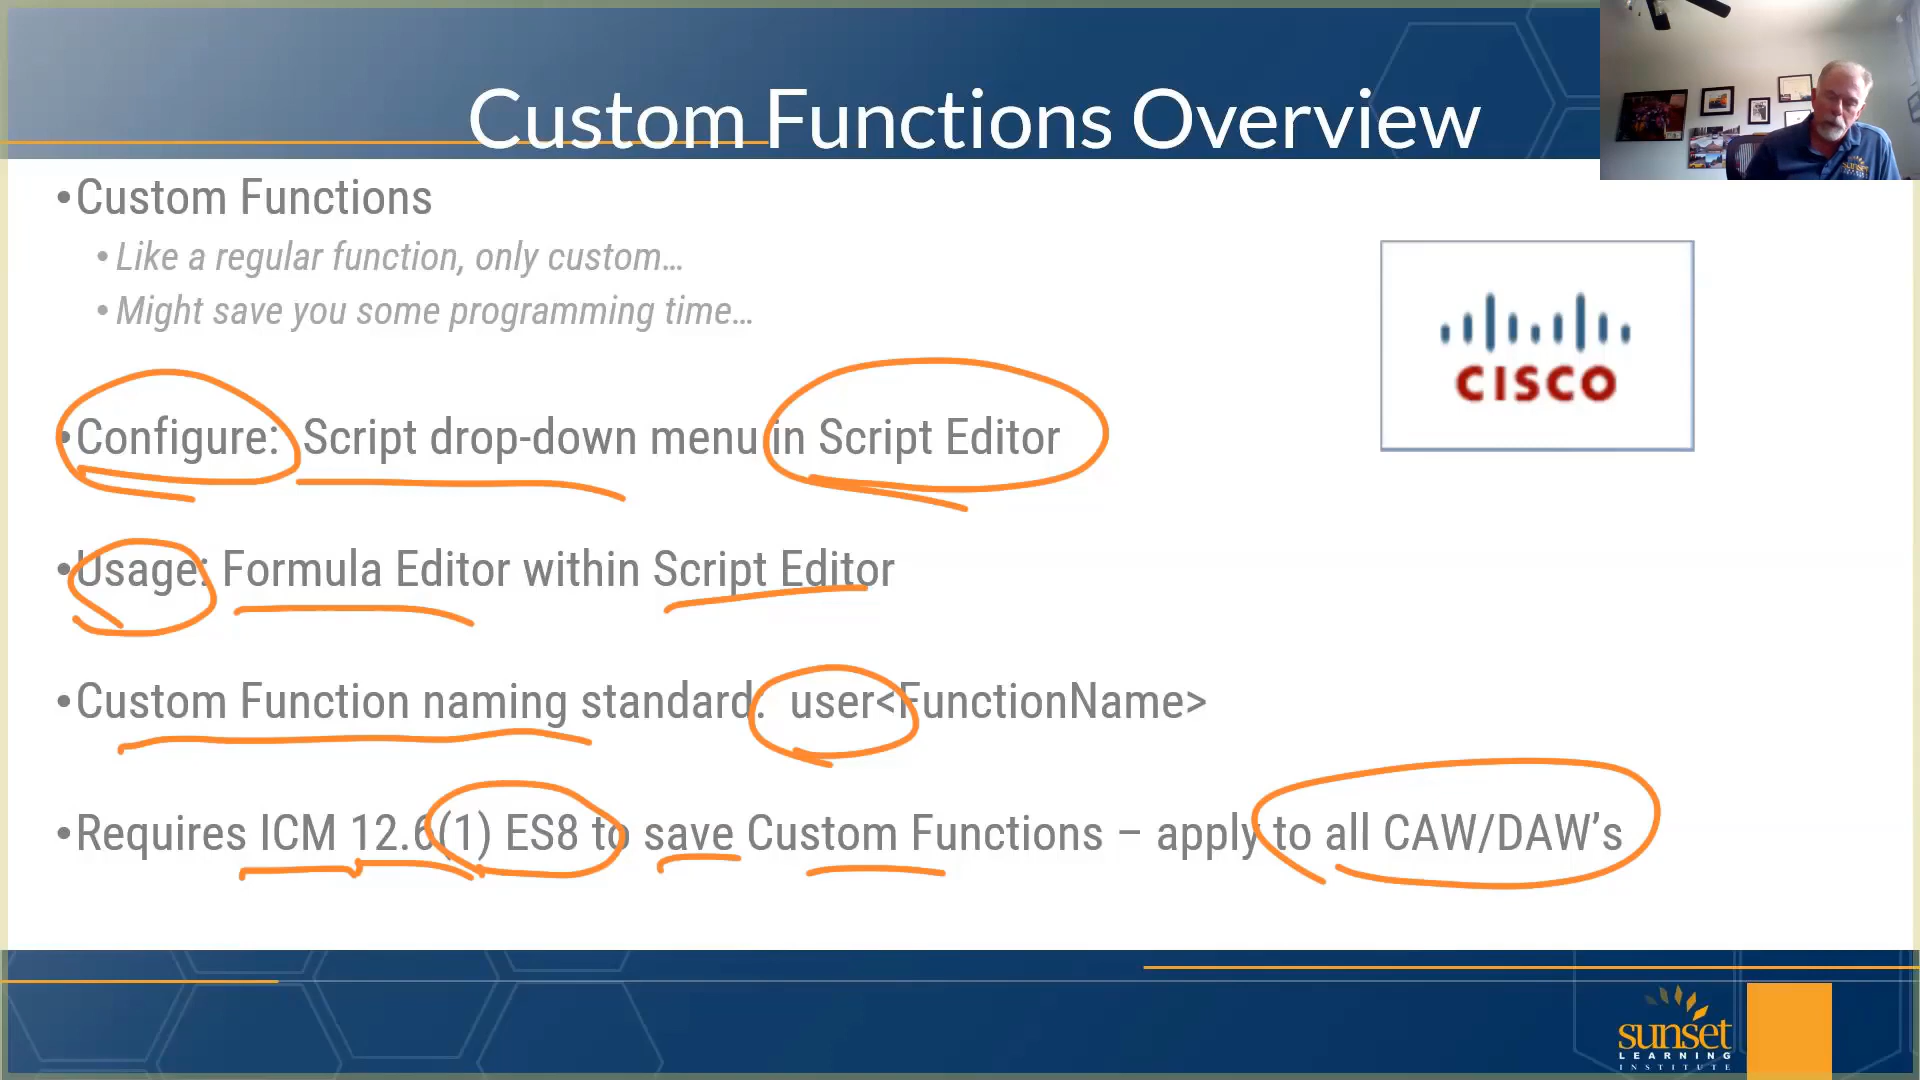 Custom Functions Overview
•Custom Functions
•Like a regular function, only custom…
•Might save you some programming time…
•Configure: Script drop-down menu in Script Editor
•Usage: Formula Editor within Script Editor
•Custom Function naming standard: user<FunctionName>
•Requires ICM 12.6(1) ES8 to save Custom Functions – apply to all CAW/DAW’s
CISCO
sunset
sunset
LEARNING
INSTITUTE